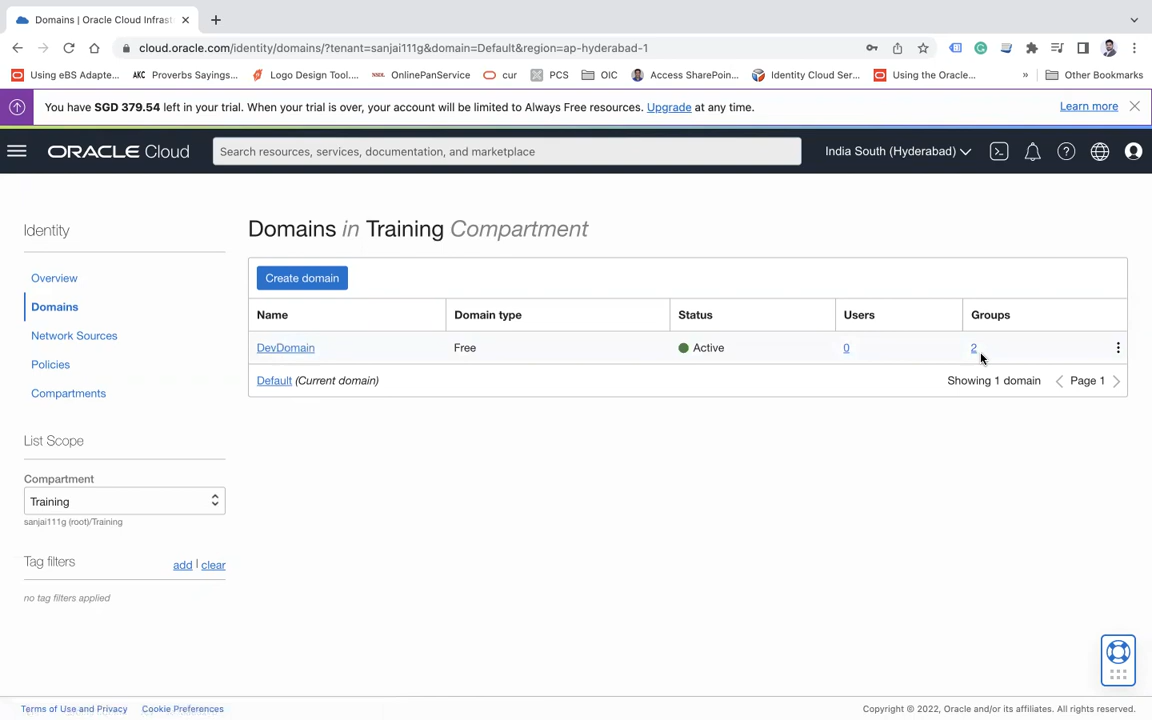 Domains | Oracle Cloud Infrast
cloud.oracle.com/identity/domains/?tenant=sanjai111g&domain=Default&region=ap-hyderabad-1
Using eBS Adapte...
AKC Proverbs Sayings...
Logo Design Tool....
OnlinePanService
cur
PCS
OIC
Access SharePoin...
Identity Cloud Ser...
Using the Oracle...
»
Other Bookmarks
You have SGD 379.54 left in your trial. When your trial is over, your account will be limited to Always Free resources. Upgrade at any time.
Learn more
ORACLE Cloud
Search resources, services, documentation, and marketplace
India South (Hyderabad)
Identity
Overview
Domains
Network Sources
Policies
Compartments
List Scope
Compartment
Training
sanjai111g (root)/Training
Tag filters
add | clear
no tag filters applied
Domains in Training Compartment
Create domain
Name Domain type Status Users Groups
DevDomain Free Active 0 2
Default (Current domain) Showing 1 domain Page 1
Terms of Use and Privacy Cookie Preferences
Copyright © 2022, Oracle and/or its affiliates. All rights reserved.